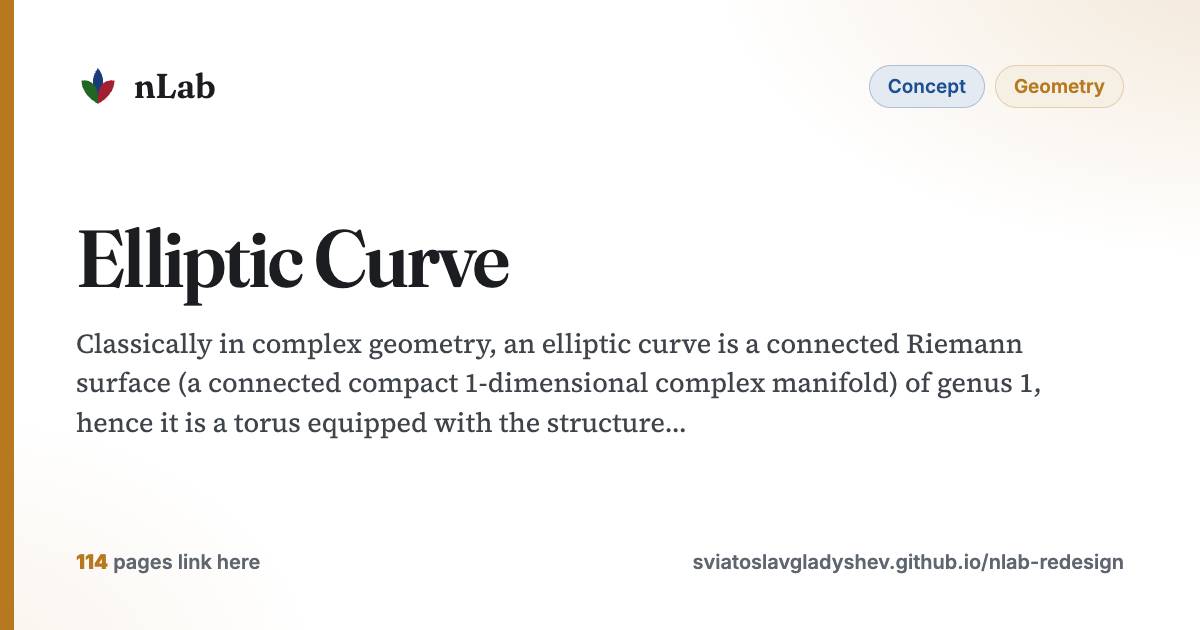 nLab
Concept
Geometry
Elliptic Curve
Classically in complex geometry, an elliptic curve is a connected Riemann
surface (a connected compact 1-dimensional complex manifold) of genus 1,
hence it is a torus equipped with the structure...
114 pages link here
sviatoslavgladyshev.github.io/nlab-redesign